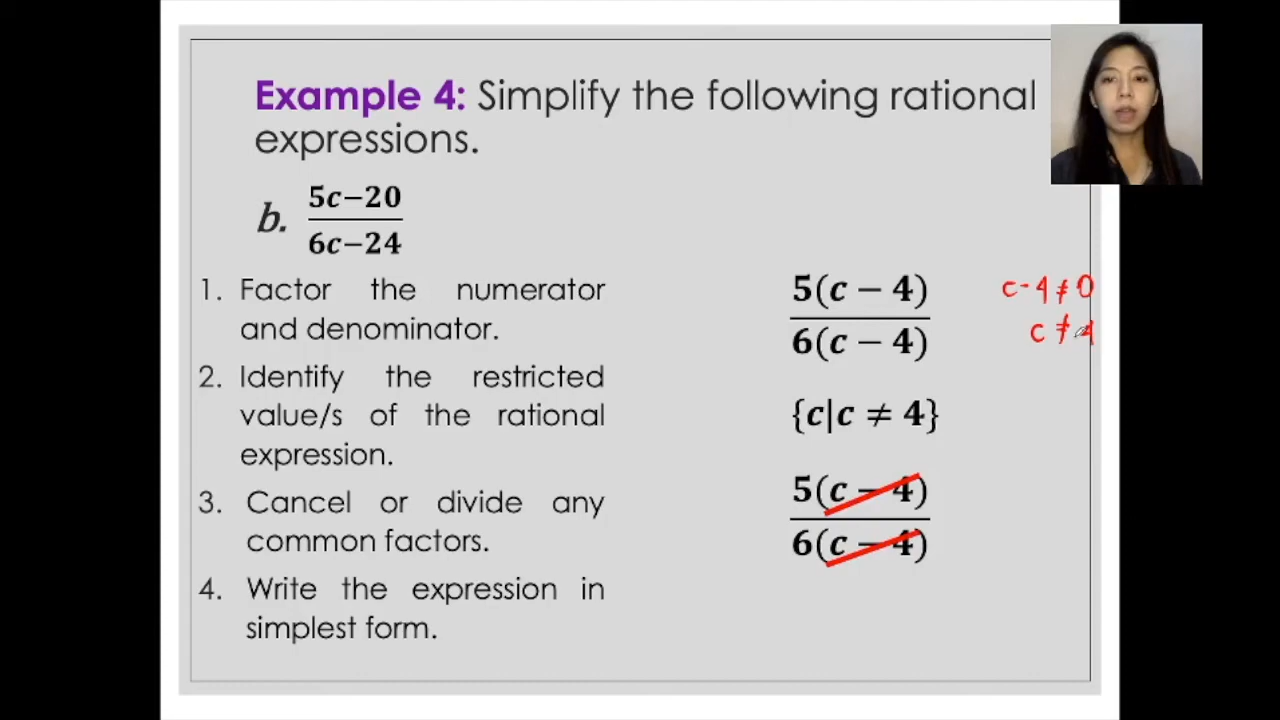 Example 4: Simplify the following rational
expressions.
b. 5c−20
6c−24
1. Factor the numerator
and denominator.
5(c − 4)
6(c − 4)
c-4≠0
c≠4
2. Identify the restricted
value/s of the rational
expression.
{c|c ≠ 4}
3. Cancel or divide any
common factors.
5(c − 4)
6(c − 4)
4. Write the expression in
simplest form.